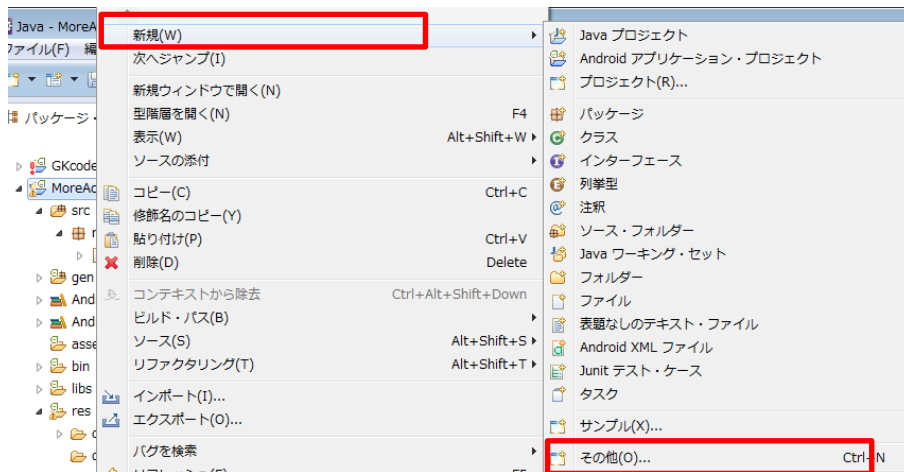 Java - MoreA
ファイル(F) 編
パッケージ・
GKcode
MoreAc
src
gen
And
And
asse
bin
libs
res
新規(W)
次へジャンプ(I)
新規ウィンドウで開く(N)
型階層を開く(N) F4
表示(W) Alt+Shift+W
ソースの添付
コピー(C) Ctrl+C
修飾名のコピー(Y)
貼り付け(P) Ctrl+V
削除(D) Delete
コンテキストから除去 Ctrl+Alt+Shift+Down
ビルド・パス(B)
ソース(S) Alt+Shift+S
リファクタリング(T) Alt+Shift+T
インポート(I)...
エクスポート(O)...
バグを検索
Java プロジェクト
Android アプリケーション・プロジェクト
プロジェクト(R)...
パッケージ
クラス
インターフェース
列挙型
注釈
ソース・フォルダー
Java ワーキング・セット
フォルダー
ファイル
表題なしのテキスト・ファイル
Android XML ファイル
Junit テスト・ケース
タスク
サンプル(X)...
その他(O)... Ctrl+N